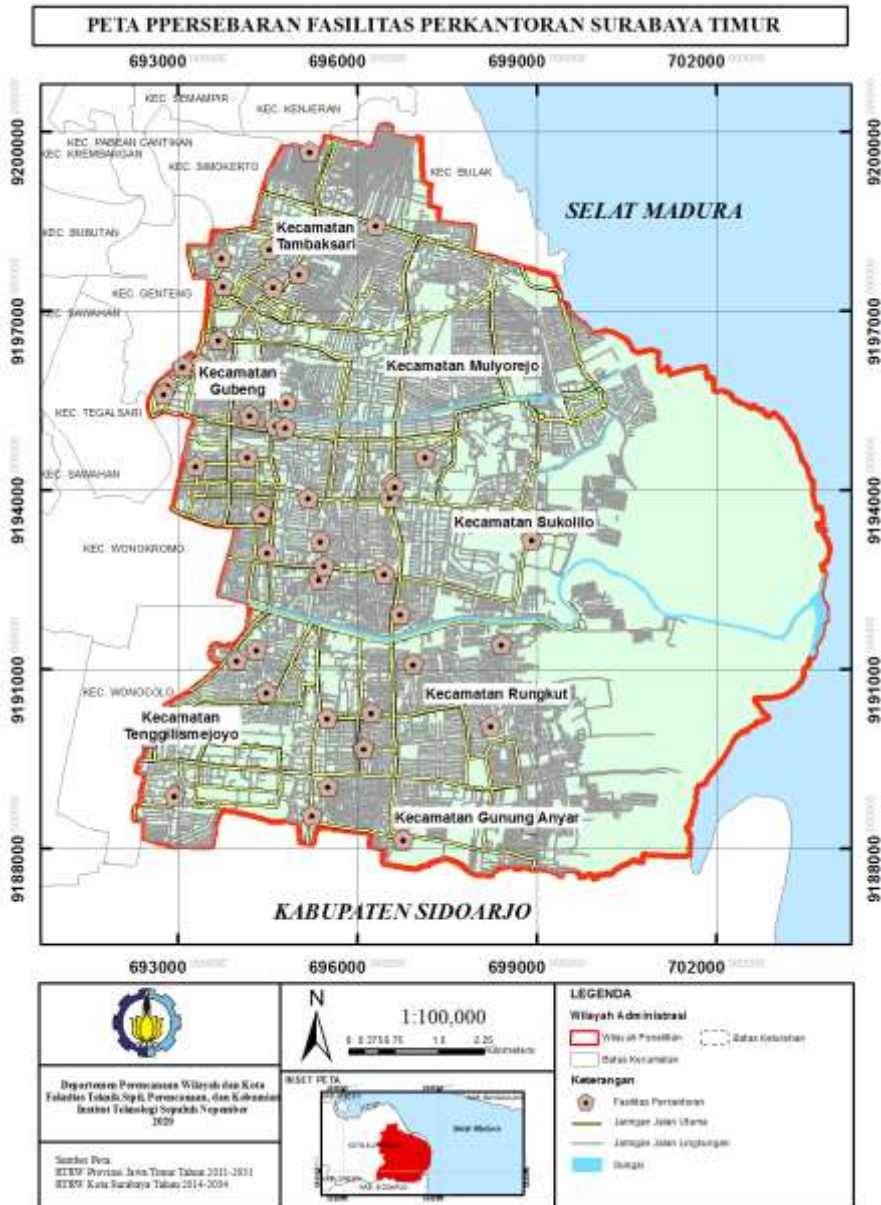 PETA PPERSEBARAN FASILITAS PERKANTORAN SURABAYA TIMUR
693000 696000 699000 702000
9200000
9197000
9194000
9191000
9188000
KEC. SEMAMPIR
KEC. KENJERAN
KEC. PABEAN CANTIKAN
KEC. KREMBANGAN
KEC. SIMOKERTO
KEC. BULAK
SELAT MADURA
Kecamatan
Tambaksari
KEC. BUBUTAN
KEC. GENTENG
KEC. SAWAHAN
Kecamatan Mulyorejo
Kecamatan
Gubeng
KEC. TEGALSARI
KEC. SAWAHAN
Kecamatan Sukolilo
KEC. WONOKROMO
Kecamatan Rungkut
KEC. WONOCOLO
Kecamatan
Tenggilismejoyo
Kecamatan Gunung Anyar
KABUPATEN SIDOARJO
9200000
9197000
9194000
9191000
9188000
693000 696000 699000 702000
Departemen Perencanaan Wilayah dan Kota
Fakultas Teknik Sipil, Perencanaan, dan Kebumian
Institut Teknologi Sepuluh Nopember
2020
Sumber Peta
RTRW Provinsi Jawa Timur Tahun 2011-2031
RTRW Kota Surabaya Tahun 2014-2034
N
1:100,000
Kilometers
INSET PETA
Selat Madura
LEGENDA
Wilayah Administrasi
Wilayah Penelitian
Batas Kelurahan
Batas Kecamatan
Keterangan
Fasilitas Perkantoran
Jaringan Jalan Utama
Jaringan Jalan Lingkungan
Sungai